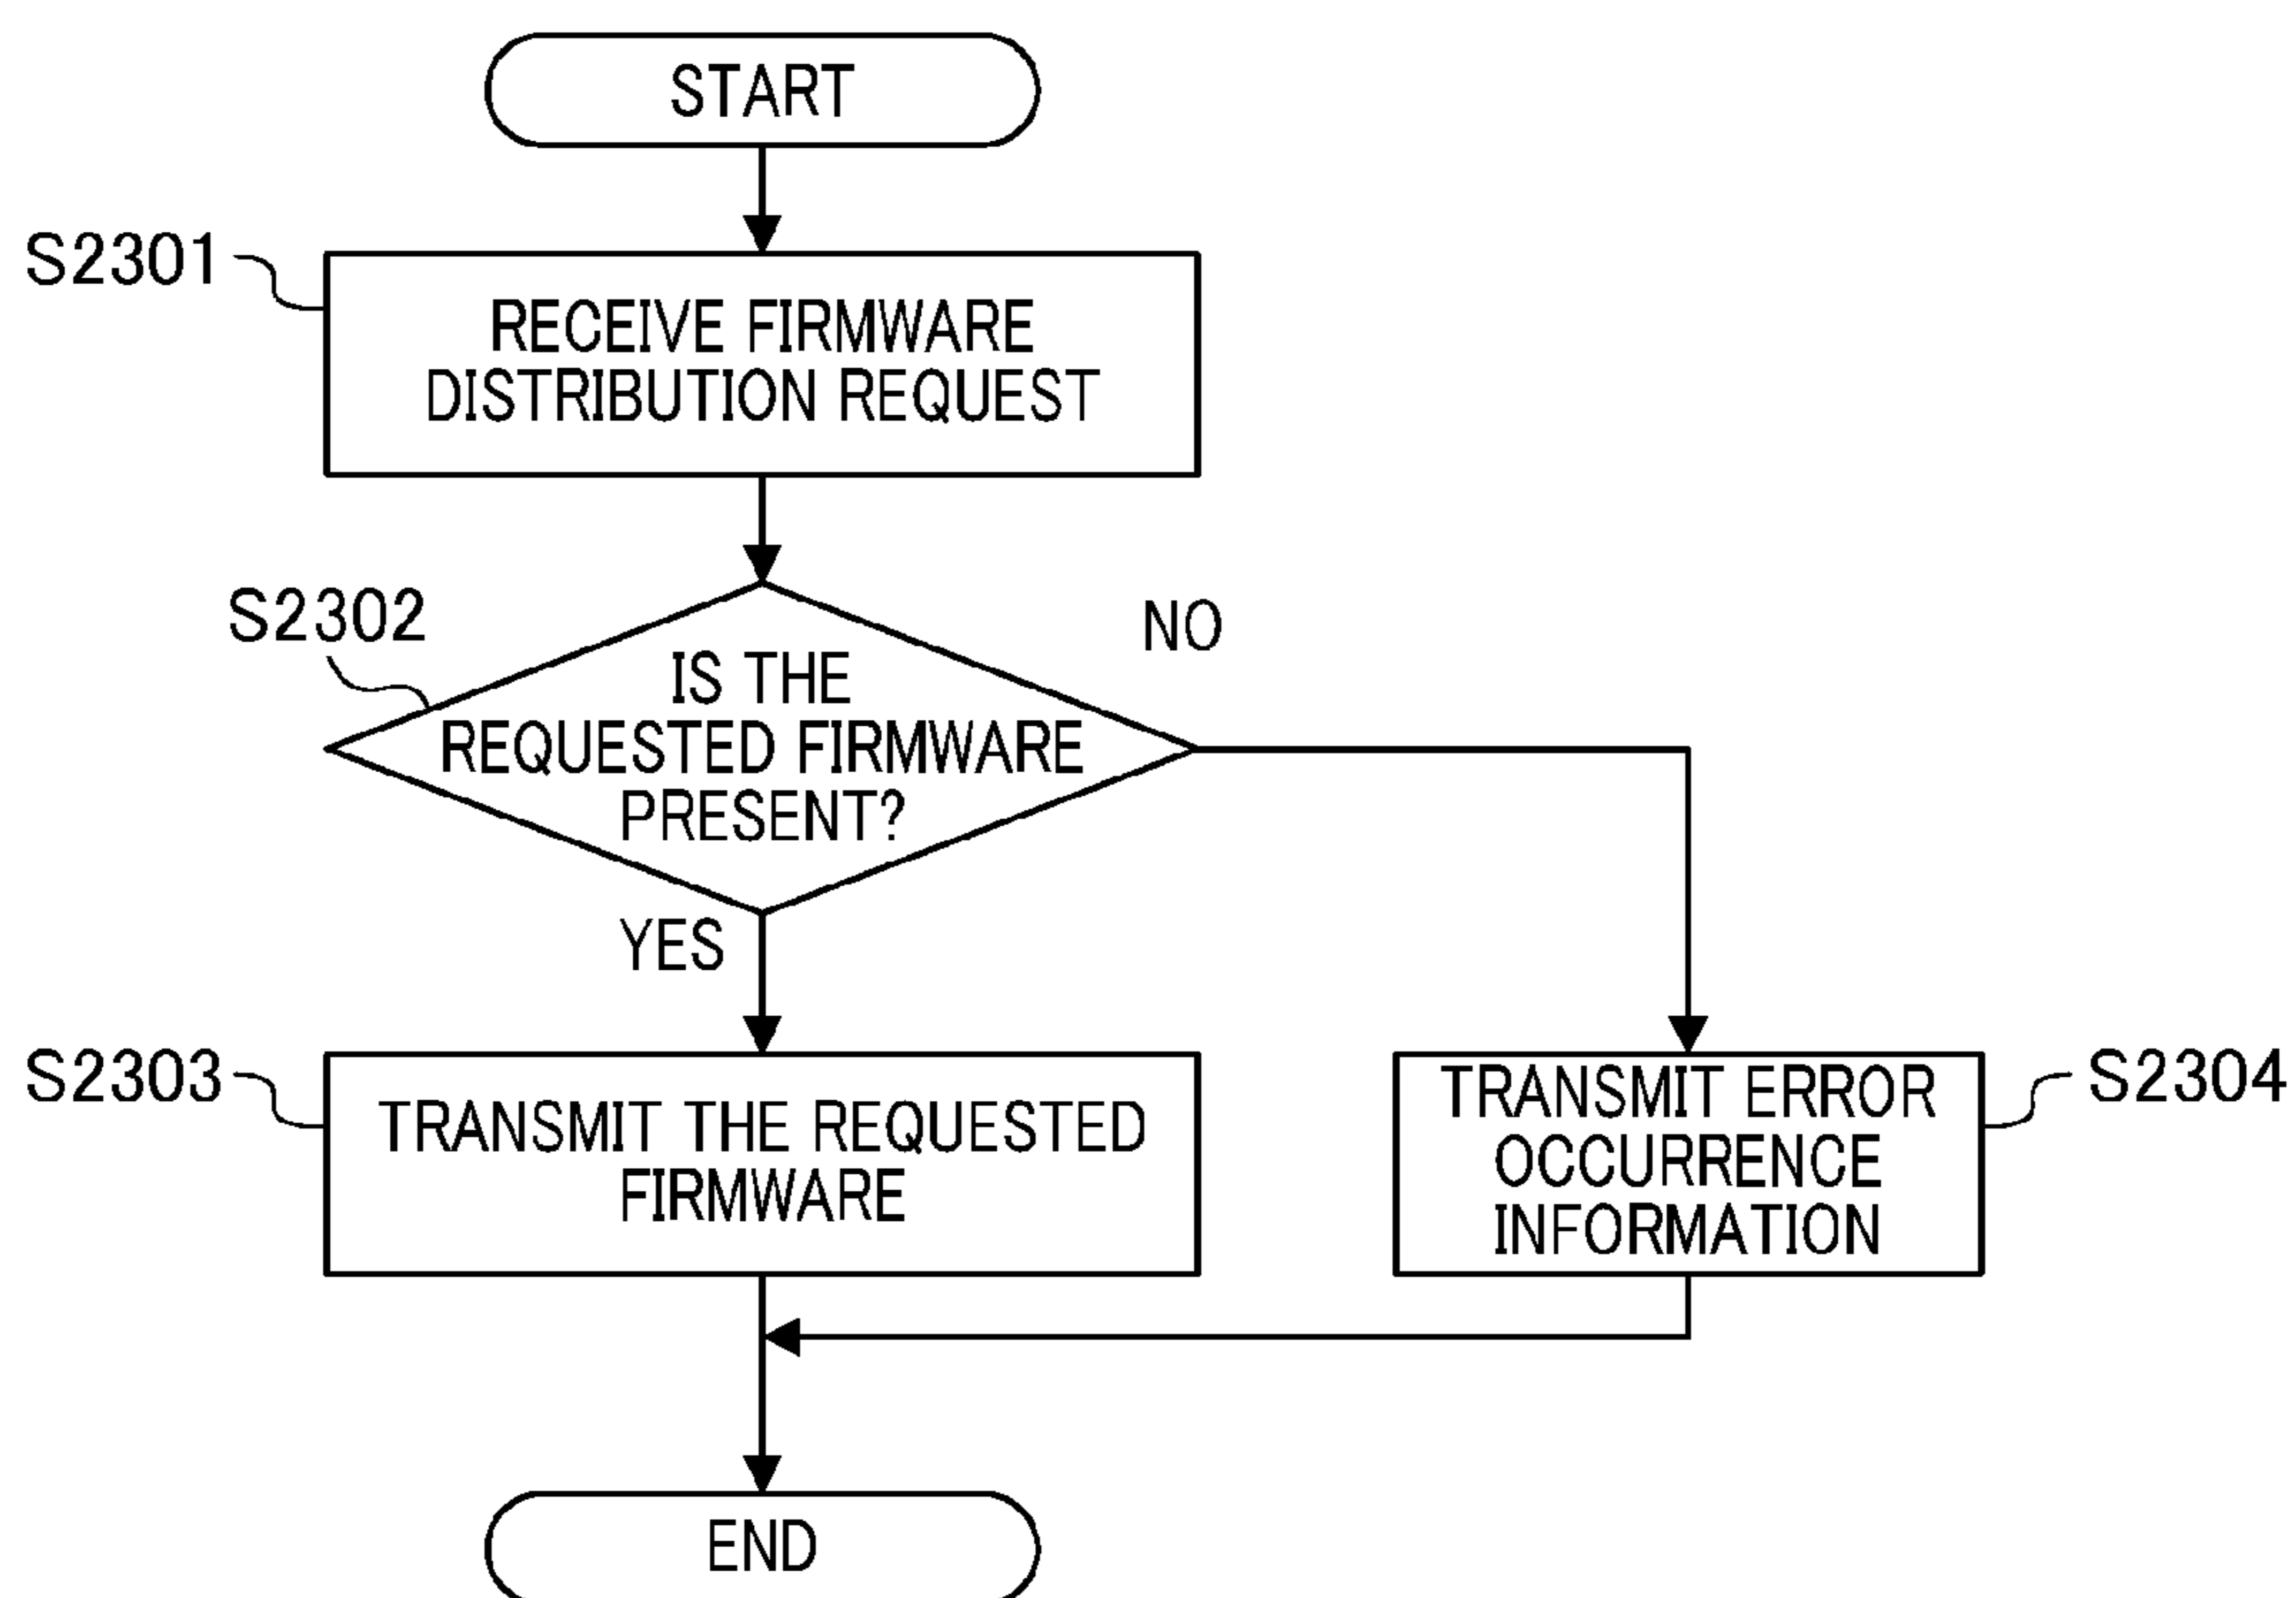 START
S2301
RECEIVE FIRMWARE
DISTRIBUTION REQUEST
S2302
NO
IS THE
REQUESTED FIRMWARE
PRESENT?
YES
S2303
TRANSMIT THE REQUESTED
FIRMWARE
TRANSMIT ERROR
OCCURRENCE
INFORMATION
S2304
END